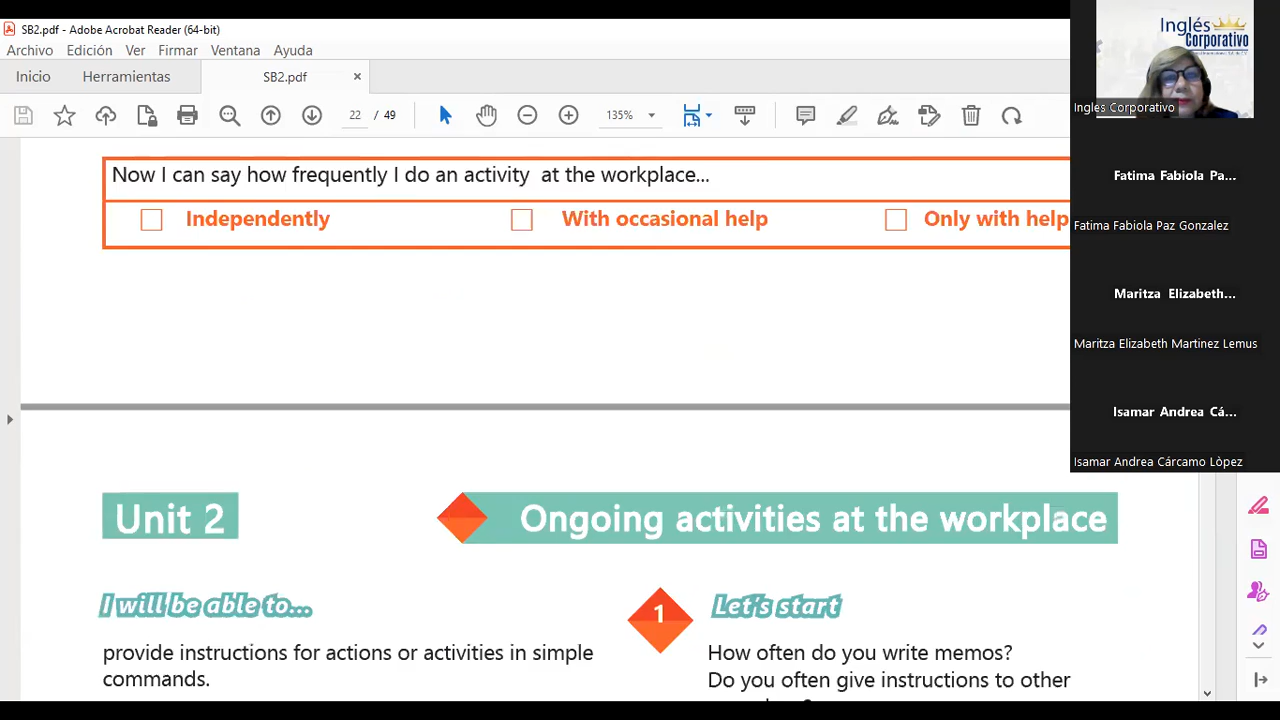 SB2.pdf - Adobe Acrobat Reader (64-bit)
Archivo Edición Ver Firmar Ventana Ayuda
Inicio Herramientas SB2.pdf ×
22 / 49 135%
Now I can say how frequently I do an activity at the workplace...
Independently With occasional help Only with help
Unit 2 Ongoing activities at the workplace
I will be able to...
provide instructions for actions or activities in simple
commands.
1 Let's start
How often do you write memos?
Do you often give instructions to other
Inglés
Corporativo
Ingles Corporativo
Fatima Fabiola Pa...
Fatima Fabiola Paz Gonzalez
Maritza Elizabeth...
Maritza Elizabeth Martinez Lemus
Isamar Andrea Cá...
Isamar Andrea Cárcamo Lòpez